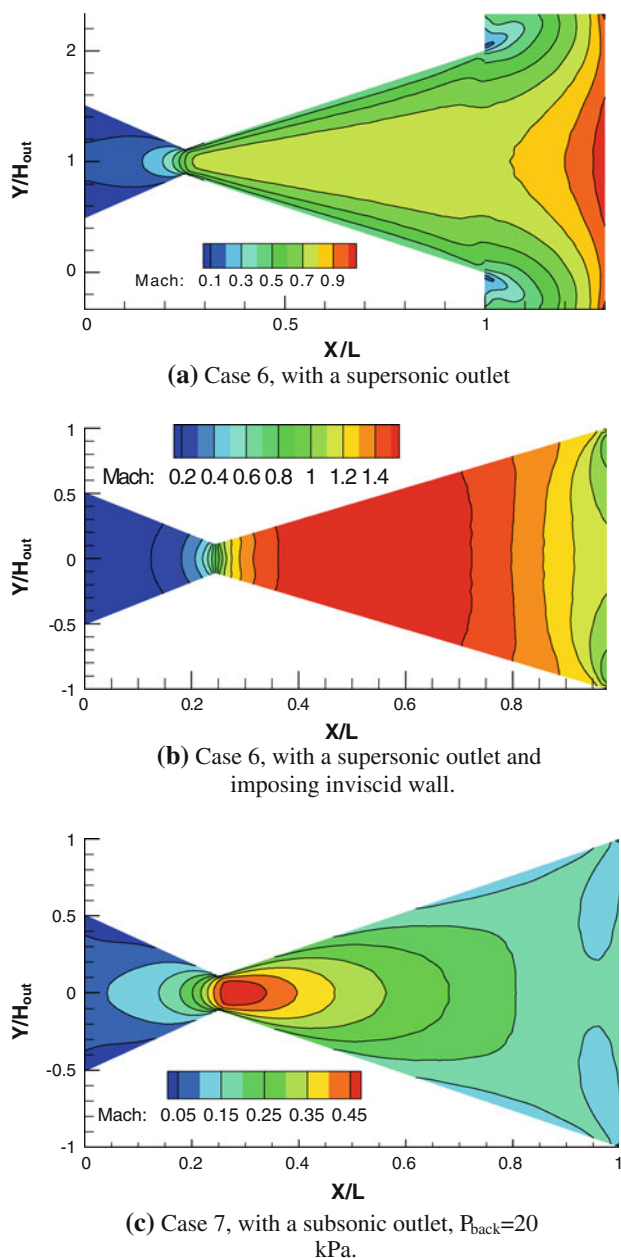 2
1
0
Y/Hout
Mach: 0.1 0.3 0.5 0.7 0.9
0 0.5 1
X/L
(a) Case 6, with a supersonic outlet
1
0.5
0
-0.5
-1
Y/Hout
Mach: 0.2 0.4 0.6 0.8 1 1.2 1.4
0 0.2 0.4 0.6 0.8
X/L
(b) Case 6, with a supersonic outlet and
imposing inviscid wall.
1
0.5
0
-0.5
-1
Y/Hout
Mach: 0.05 0.15 0.25 0.35 0.45
0 0.2 0.4 0.6 0.8 1
X/L
(c) Case 7, with a subsonic outlet, Pback=20
kPa.